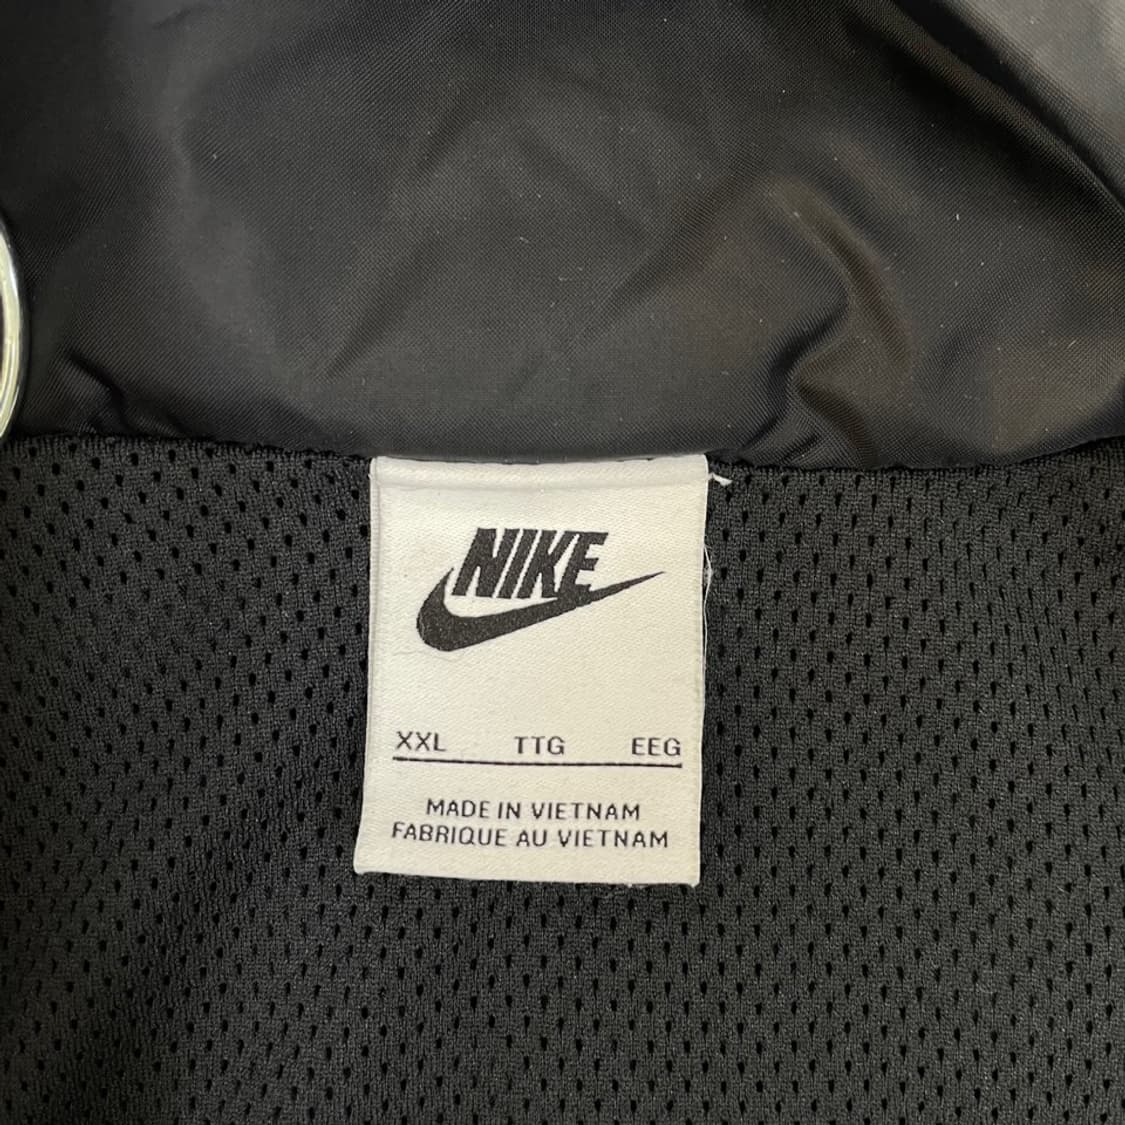 NIKE
XXL TTG EEG
MADE IN VIETNAM
FABRIQUE AU VIETNAM